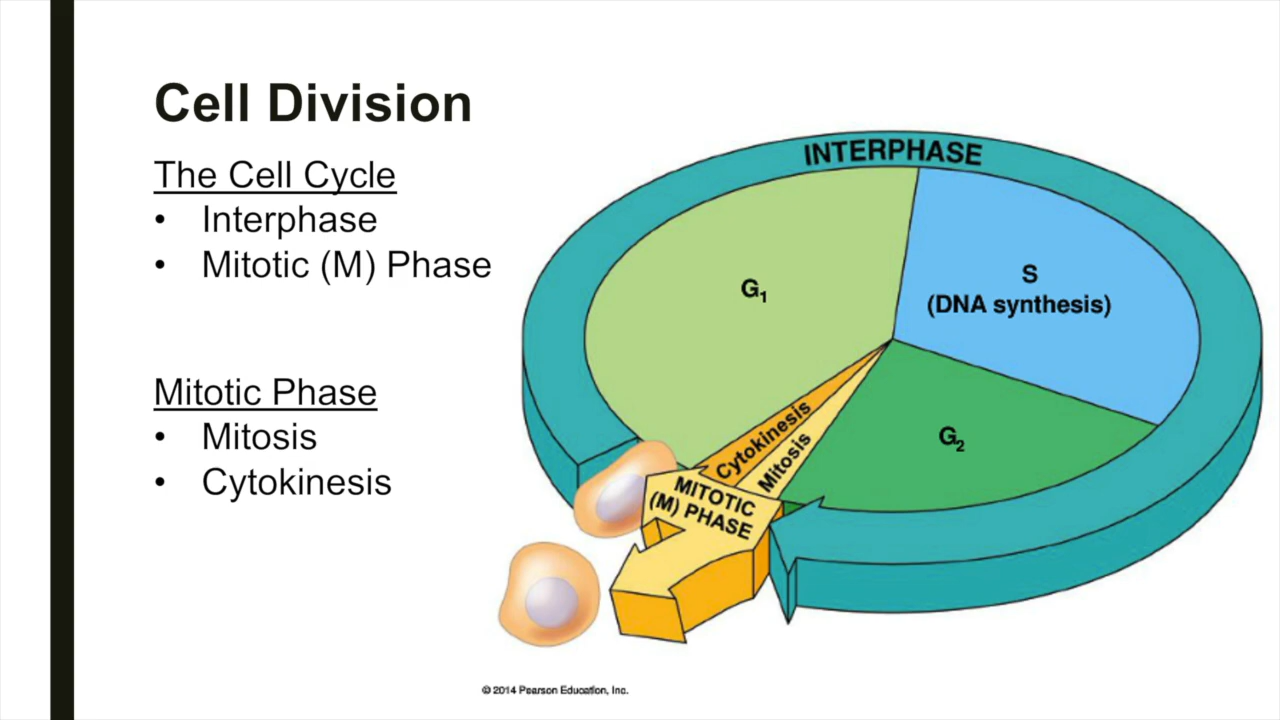 Cell Division
The Cell Cycle
• Interphase
• Mitotic (M) Phase
Mitotic Phase
• Mitosis
• Cytokinesis
INTERPHASE
G₁
S
(DNA synthesis)
G₂
Cytokinesis
Mitosis
MITOTIC
(M) PHASE
© 2014 Pearson Education, Inc.